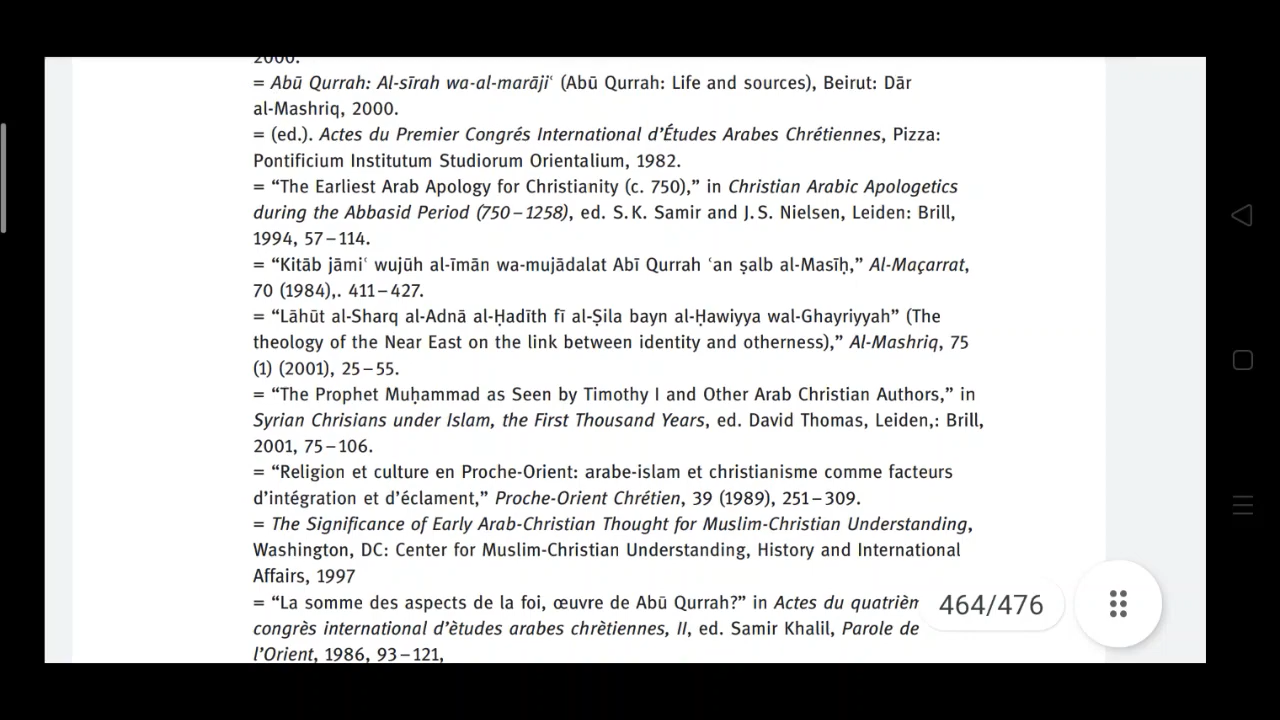 = Abū Qurrah: Al-sīrah wa-al-marājiʿ (Abū Qurrah: Life and sources), Beirut: Dār
al-Mashriq, 2000.
= (ed.). Actes du Premier Congrés International d’Études Arabes Chrétiennes, Pizza:
Pontificium Institutum Studiorum Orientalium, 1982.
= “The Earliest Arab Apology for Christianity (c. 750),” in Christian Arabic Apologetics
during the Abbasid Period (750–1258), ed. S.K. Samir and J.S. Nielsen, Leiden: Brill,
1994, 57–114.
= “Kitāb jāmiʿ wujūh al-īmān wa-mujādalat Abī Qurrah ʿan ṣalb al-Masīḥ,” Al-Maçarrat,
70 (1984),. 411–427.
= “Lāhūt al-Sharq al-Adnā al-Ḥadīth fī al-Ṣila bayn al-Ḥawiyya wal-Ghayriyyah” (The
theology of the Near East on the link between identity and otherness),” Al-Mashriq, 75
(1) (2001), 25–55.
= “The Prophet Muḥammad as Seen by Timothy I and Other Arab Christian Authors,” in
Syrian Chrisians under Islam, the First Thousand Years, ed. David Thomas, Leiden,: Brill,
2001, 75–106.
= “Religion et culture en Proche-Orient: arabe-islam et christianisme comme facteurs
d’intégration et d’éclament,” Proche-Orient Chrétien, 39 (1989), 251–309.
= The Significance of Early Arab-Christian Thought for Muslim-Christian Understanding,
Washington, DC: Center for Muslim-Christian Understanding, History and International
Affairs, 1997
= “La somme des aspects de la foi, œuvre de Abū Qurrah?” in Actes du
congrès international d’ètudes arabes chrètiennes, II, ed. Samir Khalil, Parole de
l’Orient, 1986, 93–121,
464/476